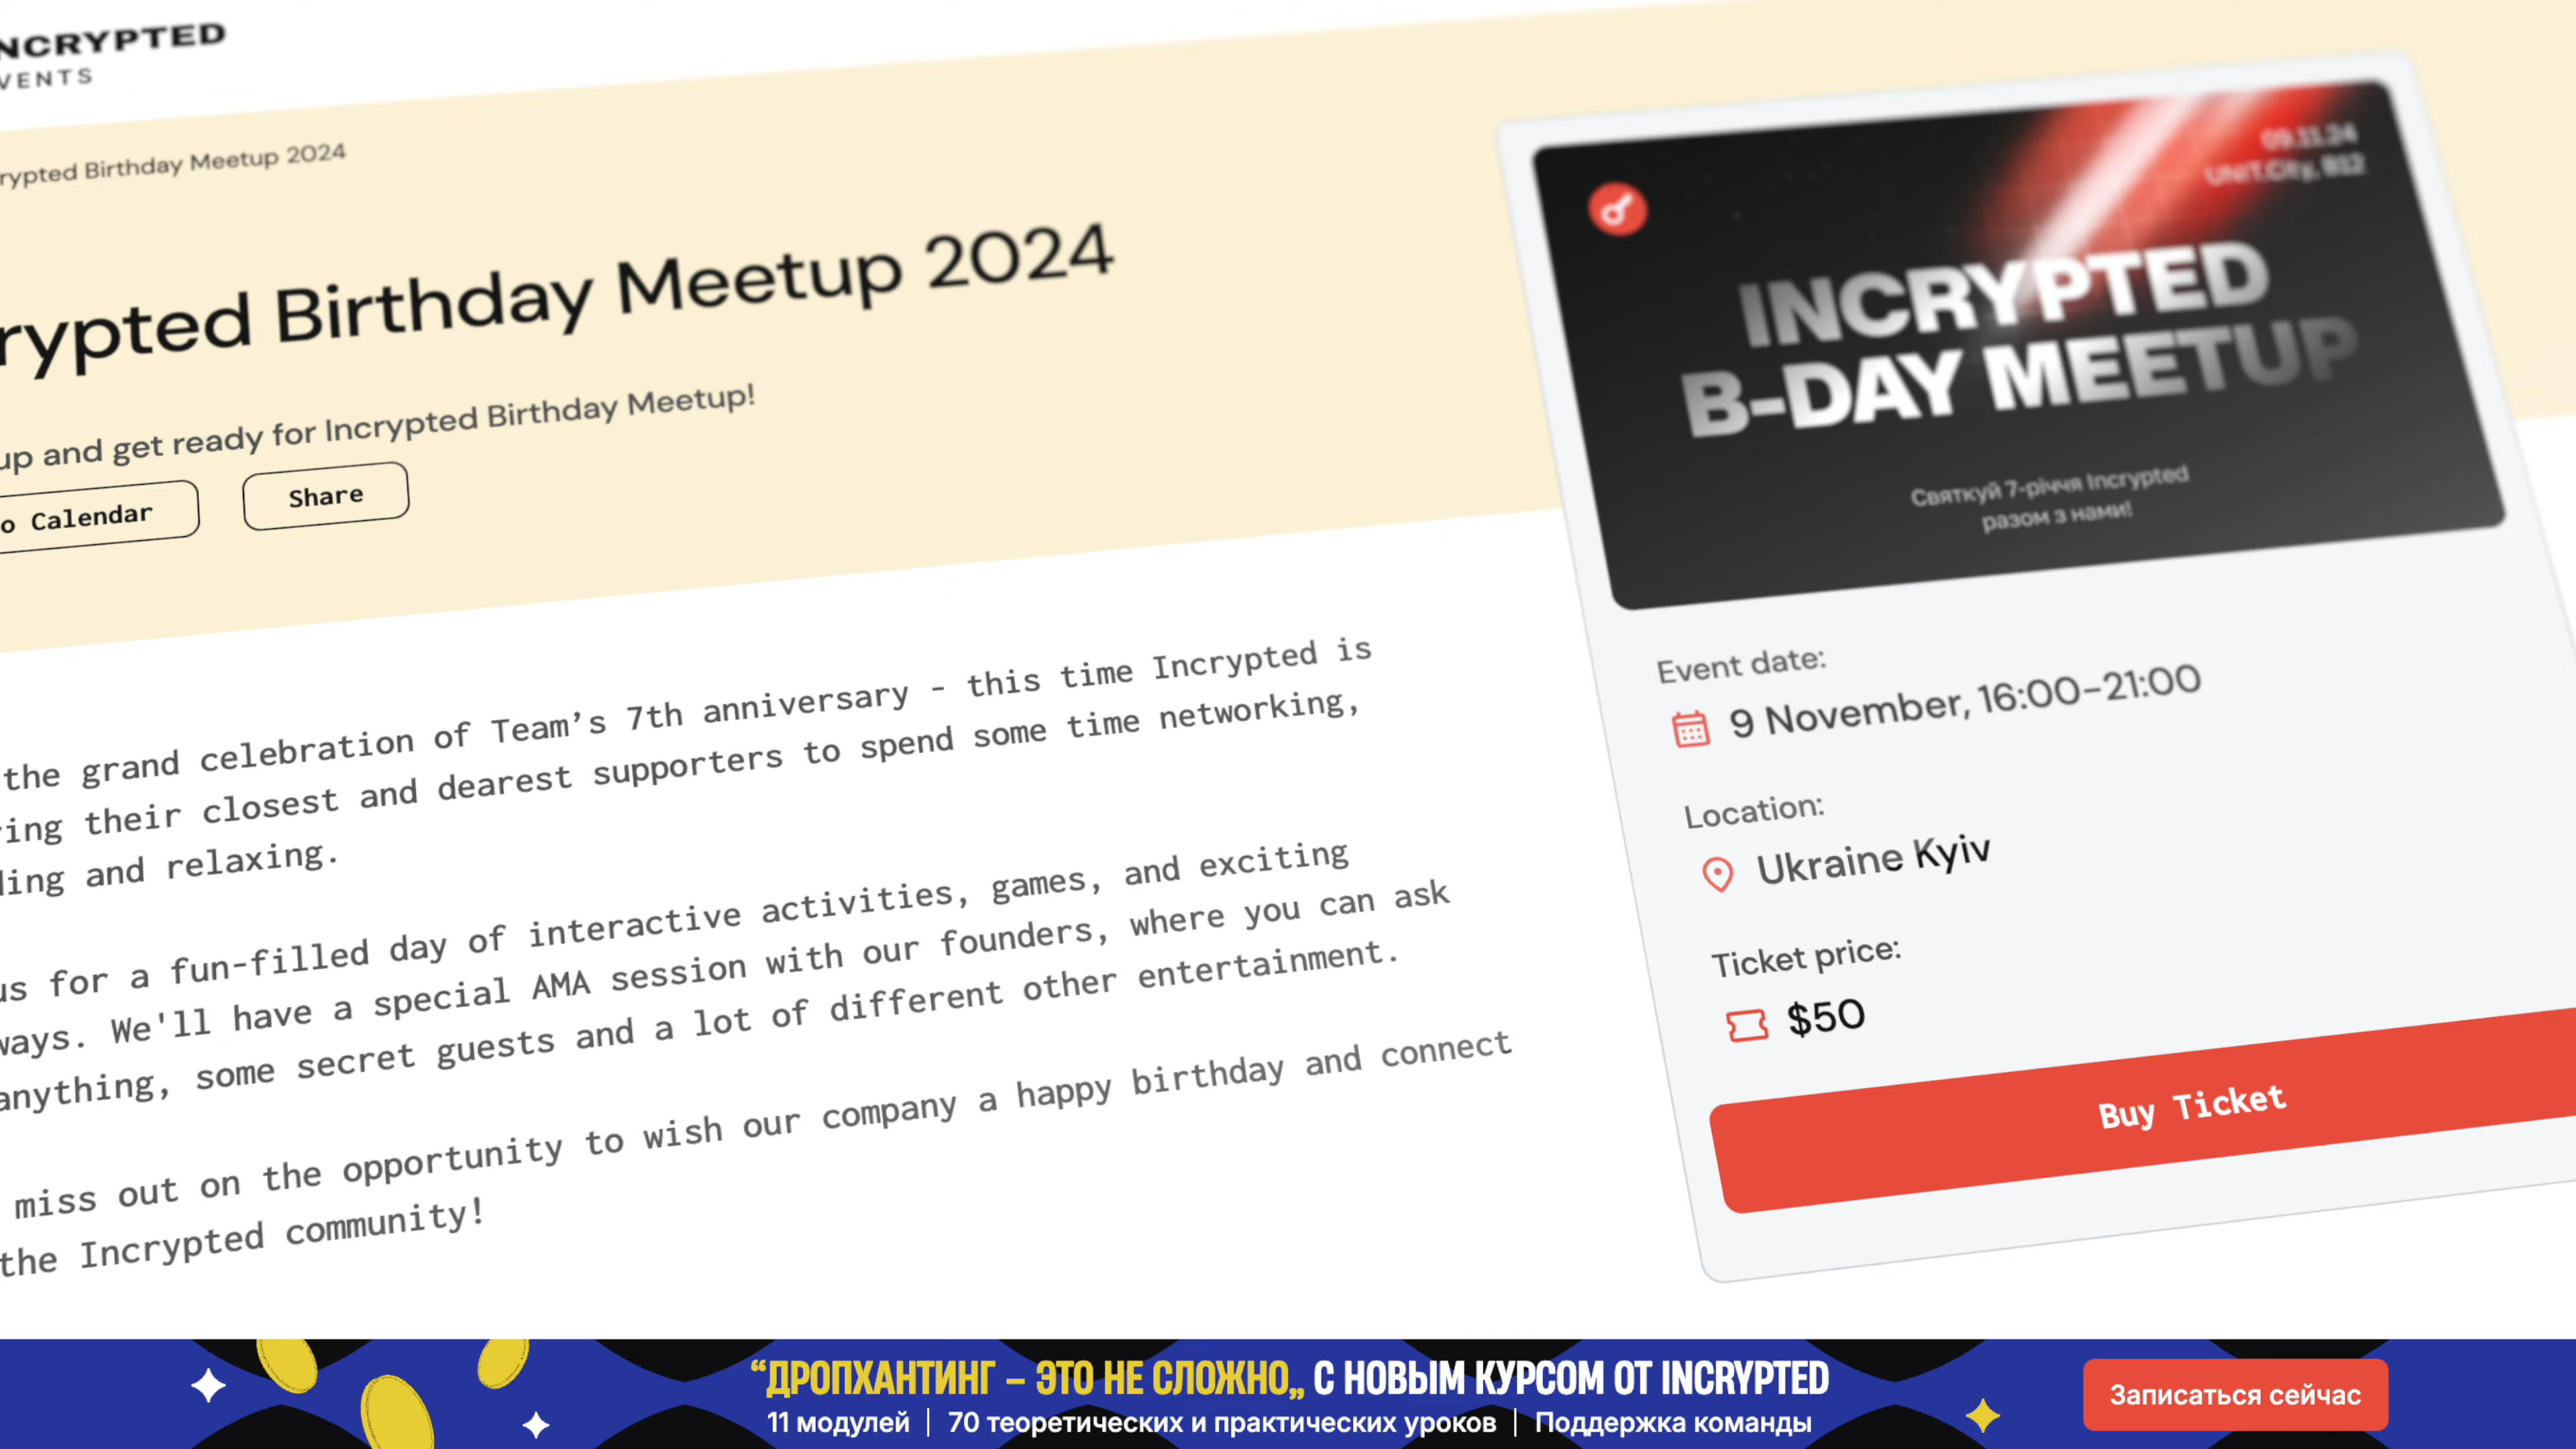 NCRYPTED
VENTS
rypted Birthday Meetup 2024
rypted Birthday Meetup 2024
up and get ready for Incrypted Birthday Meetup!
o Calendar
Share
the grand celebration of Team’s 7th anniversary - this time Incrypted is
ring their closest and dearest supporters to spend some time networking,
ling and relaxing.
us for a fun-filled day of interactive activities, games, and exciting
ways. We'll have a special AMA session with our founders, where you can ask
anything, some secret guests and a lot of different other entertainment.
miss out on the opportunity to wish our company a happy birthday and connect
the Incrypted community!
09.11.24
UNIT.City, B12
INCRYPTED
B-DAY MEETUP
Святкуй 7-річчя Incrypted
разом з нами!
Event date:
9 November, 16:00-21:00
Location:
Ukraine Kyiv
Ticket price:
$50
Buy Ticket
“ДРОПХАНТИНГ – ЭТО НЕ СЛОЖНО„ С НОВЫМ КУРСОМ ОТ INCRYPTED
11 модулей | 70 теоретических и практических уроков | Поддержка команды
Записаться сейчас